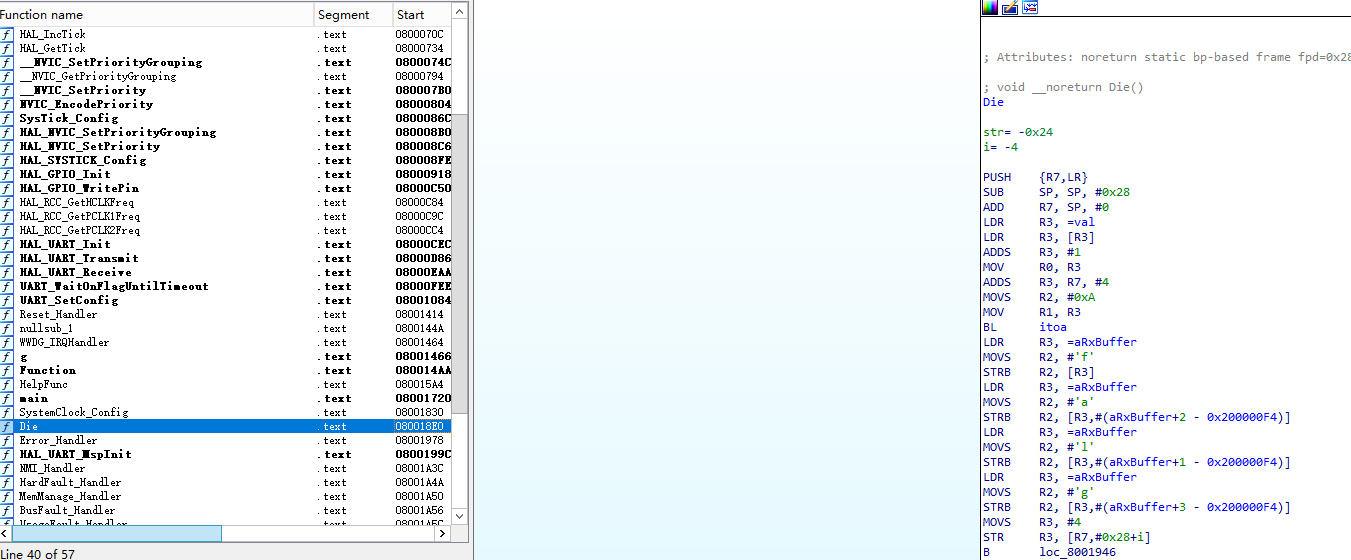 Function name Segment Start
f HAL_IncTick .text 0800070C
f HAL_GetTick .text 08000734
f __NVIC_SetPriorityGrouping .text 0800074C
f __NVIC_GetPriorityGrouping .text 08000794
f __NVIC_SetPriority .text 080007B0
f NVIC_EncodePriority .text 08000804
f SysTick_Config .text 0800086C
f HAL_NVIC_SetPriorityGrouping .text 080008B0
f HAL_NVIC_SetPriority .text 080008C6
f HAL_SYSTICK_Config .text 080008FE
f HAL_GPIO_Init .text 08000918
f HAL_GPIO_WritePin .text 08000C50
f HAL_RCC_GetHCLKFreq .text 08000C84
f HAL_RCC_GetPCLK1Freq .text 08000C9C
f HAL_RCC_GetPCLK2Freq .text 08000CC4
f HAL_UART_Init .text 08000CEC
f HAL_UART_Transmit .text 08000D86
f HAL_UART_Receive .text 08000EAA
f UART_WaitOnFlagUntilTimeout .text 08000FEE
f UART_SetConfig .text 08001084
f Reset_Handler .text 08001414
f nullsub_1 .text 0800144A
f WWDG_IRQHandler .text 08001464
f g .text 08001466
f Function .text 080014AA
f HelpFunc .text 080015A4
f main .text 08001720
f SystemClock_Config .text 08001830
f Die .text 080018E0
f Error_Handler .text 08001978
f HAL_UART_MspInit .text 0800199C
f NMI_Handler .text 08001A3C
f HardFault_Handler .text 08001A4A
f MemManage_Handler .text 08001A50
f BusFault_Handler .text 08001A56
f UsageFault_Handler .text 08001A5C
Line 40 of 57
; Attributes: noreturn static bp-based frame fpd=0x28
; void __noreturn Die()
Die
str= -0x24
i= -4
PUSH {R7,LR}
SUB SP, SP, #0x28
ADD R7, SP, #0
LDR R3, =val
LDR R3, [R3]
ADDS R3, #1
MOV R0, R3
ADDS R3, R7, #4
MOVS R2, #0xA
MOV R1, R3
BL itoa
LDR R3, =aRxBuffer
MOVS R2, #'f'
STRB R2, [R3]
LDR R3, =aRxBuffer
MOVS R2, #'a'
STRB R2, [R3,#(aRxBuffer+2 - 0x200000F4)]
LDR R3, =aRxBuffer
MOVS R2, #'l'
STRB R2, [R3,#(aRxBuffer+1 - 0x200000F4)]
LDR R3, =aRxBuffer
MOVS R2, #'g'
STRB R2, [R3,#(aRxBuffer+3 - 0x200000F4)]
MOVS R3, #4
STR R3, [R7,#0x28+i]
B loc_8001946